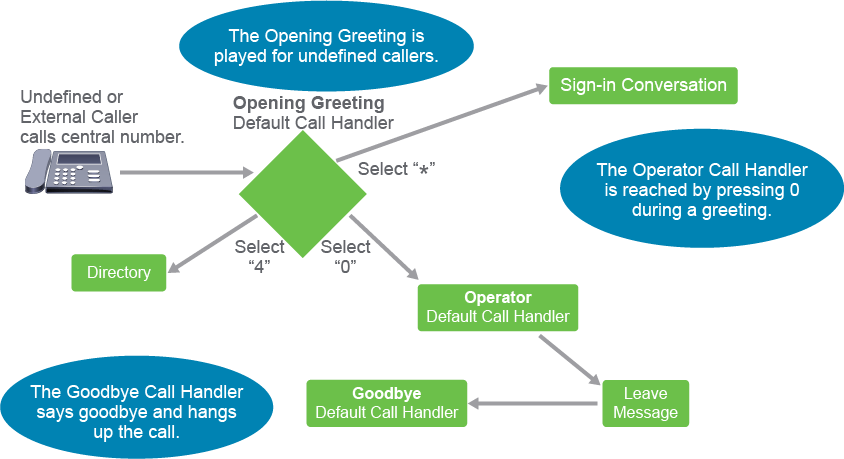 The Opening Greeting is
played for undefined callers.
Undefined or
External Caller
calls central number.
Opening Greeting
Default Call Handler
Sign-in Conversation
Select “*”
The Operator Call Handler
is reached by pressing 0
during a greeting.
Select
“4”
Select
“0”
Directory
Operator
Default Call Handler
The Goodbye Call Handler
says goodbye and hangs
up the call.
Goodbye
Default Call Handler
Leave
Message